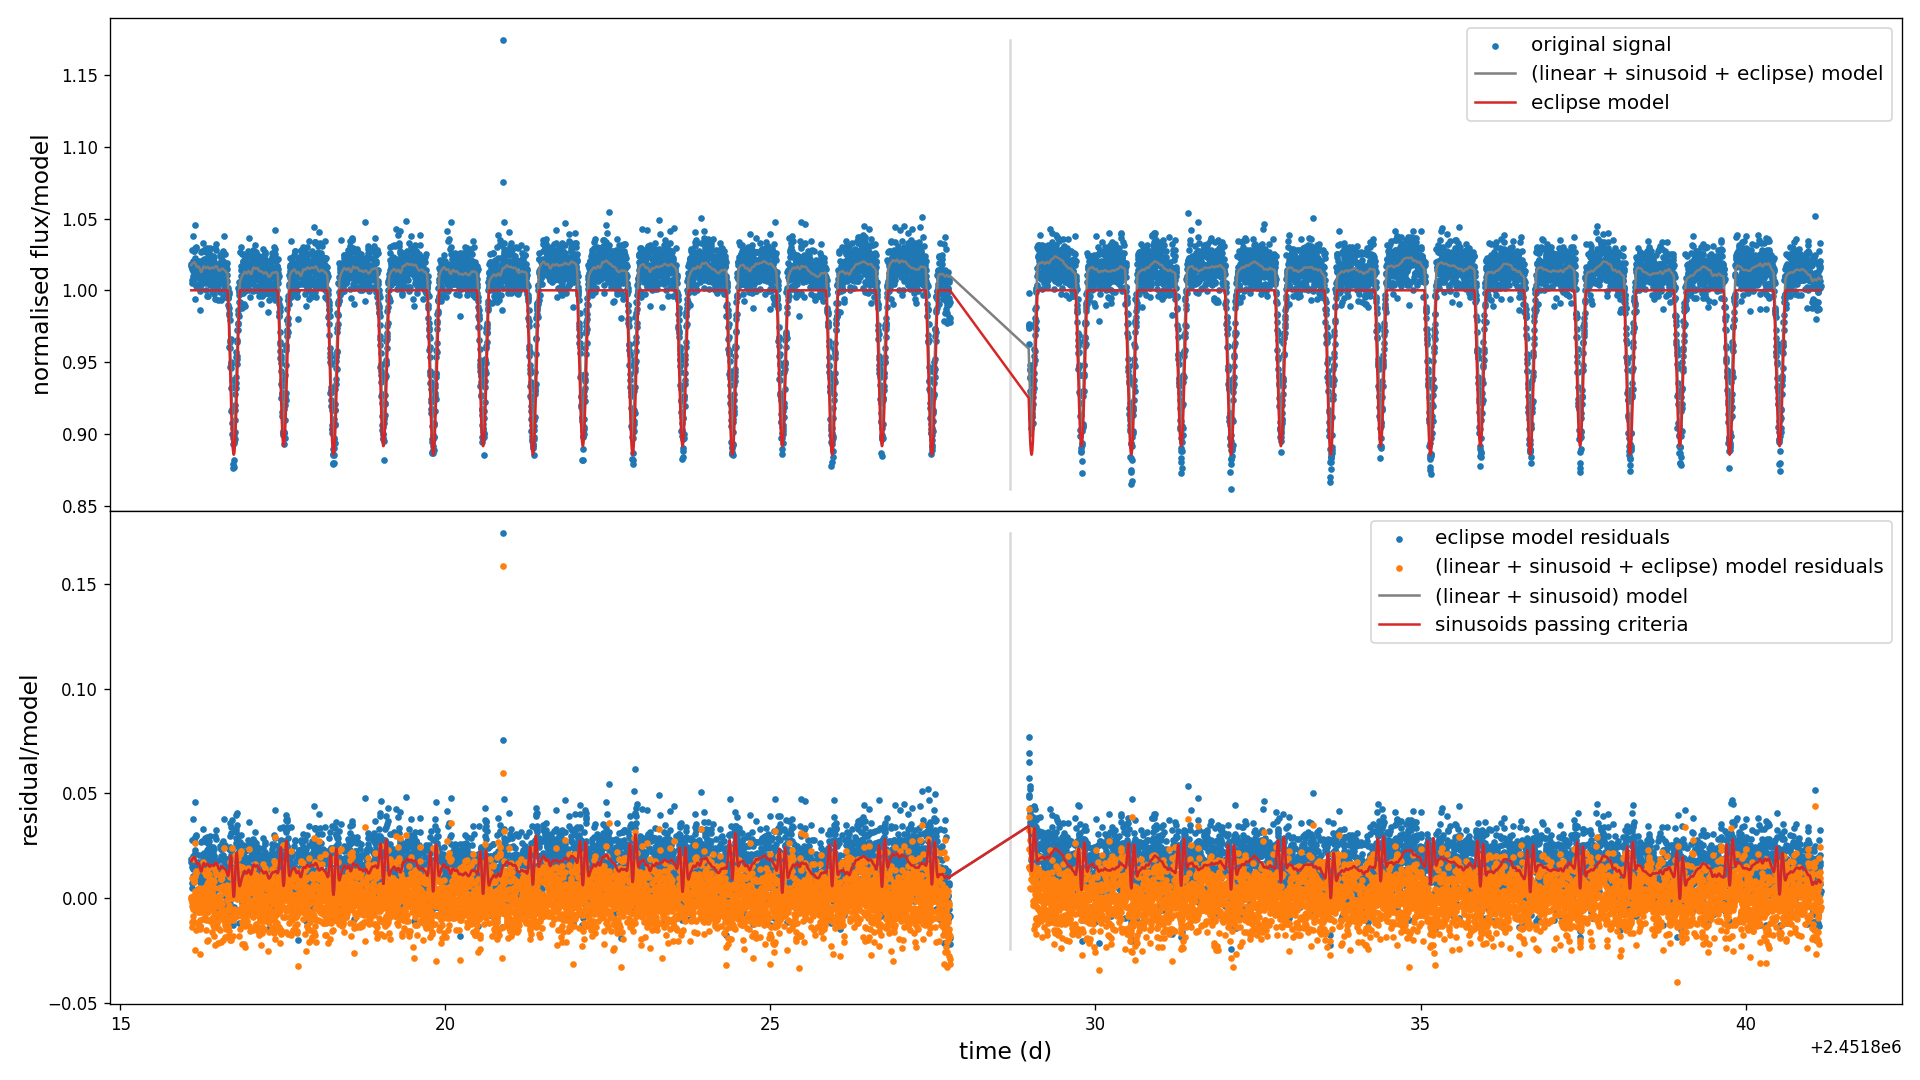 original signal
(linear + sinusoid + eclipse) model
eclipse model
normalised flux/model
1.15
1.10
1.05
1.00
0.95
0.90
0.85
eclipse model residuals
(linear + sinusoid + eclipse) model residuals
(linear + sinusoid) model
sinusoids passing criteria
residual/model
0.15
0.10
0.05
0.00
−0.05
15 20 25 30 35 40
time (d)
+2.4518e6